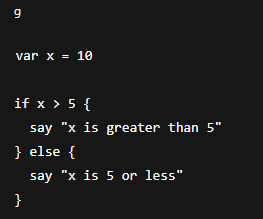 g
var x = 10
if x > 5 {
  say "x is greater than 5"
} else {
  say "x is 5 or less"
}